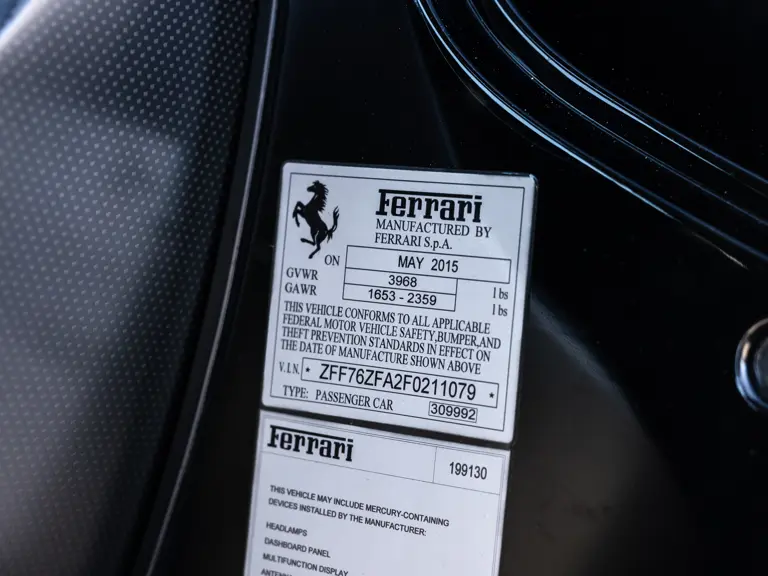 Ferrari
MANUFACTURED BY
FERRARI S.p.A.
ON MAY 2015
GVWR 3968 lbs
GAWR 1653 - 2359 lbs
THIS VEHICLE CONFORMS TO ALL APPLICABLE
FEDERAL MOTOR VEHICLE SAFETY,BUMPER,AND
THEFT PREVENTION STANDARDS IN EFFECT ON
THE DATE OF MANUFACTURE SHOWN ABOVE
V.I.N. * ZFF76ZFA2F0211079 *
TYPE: PASSENGER CAR 309992
Ferrari 199130
THIS VEHICLE MAY INCLUDE MERCURY-CONTAINING
DEVICES INSTALLED BY THE MANUFACTURER:
HEADLAMPS
DASHBOARD PANEL
MULTIFUNCTION DISPLAY